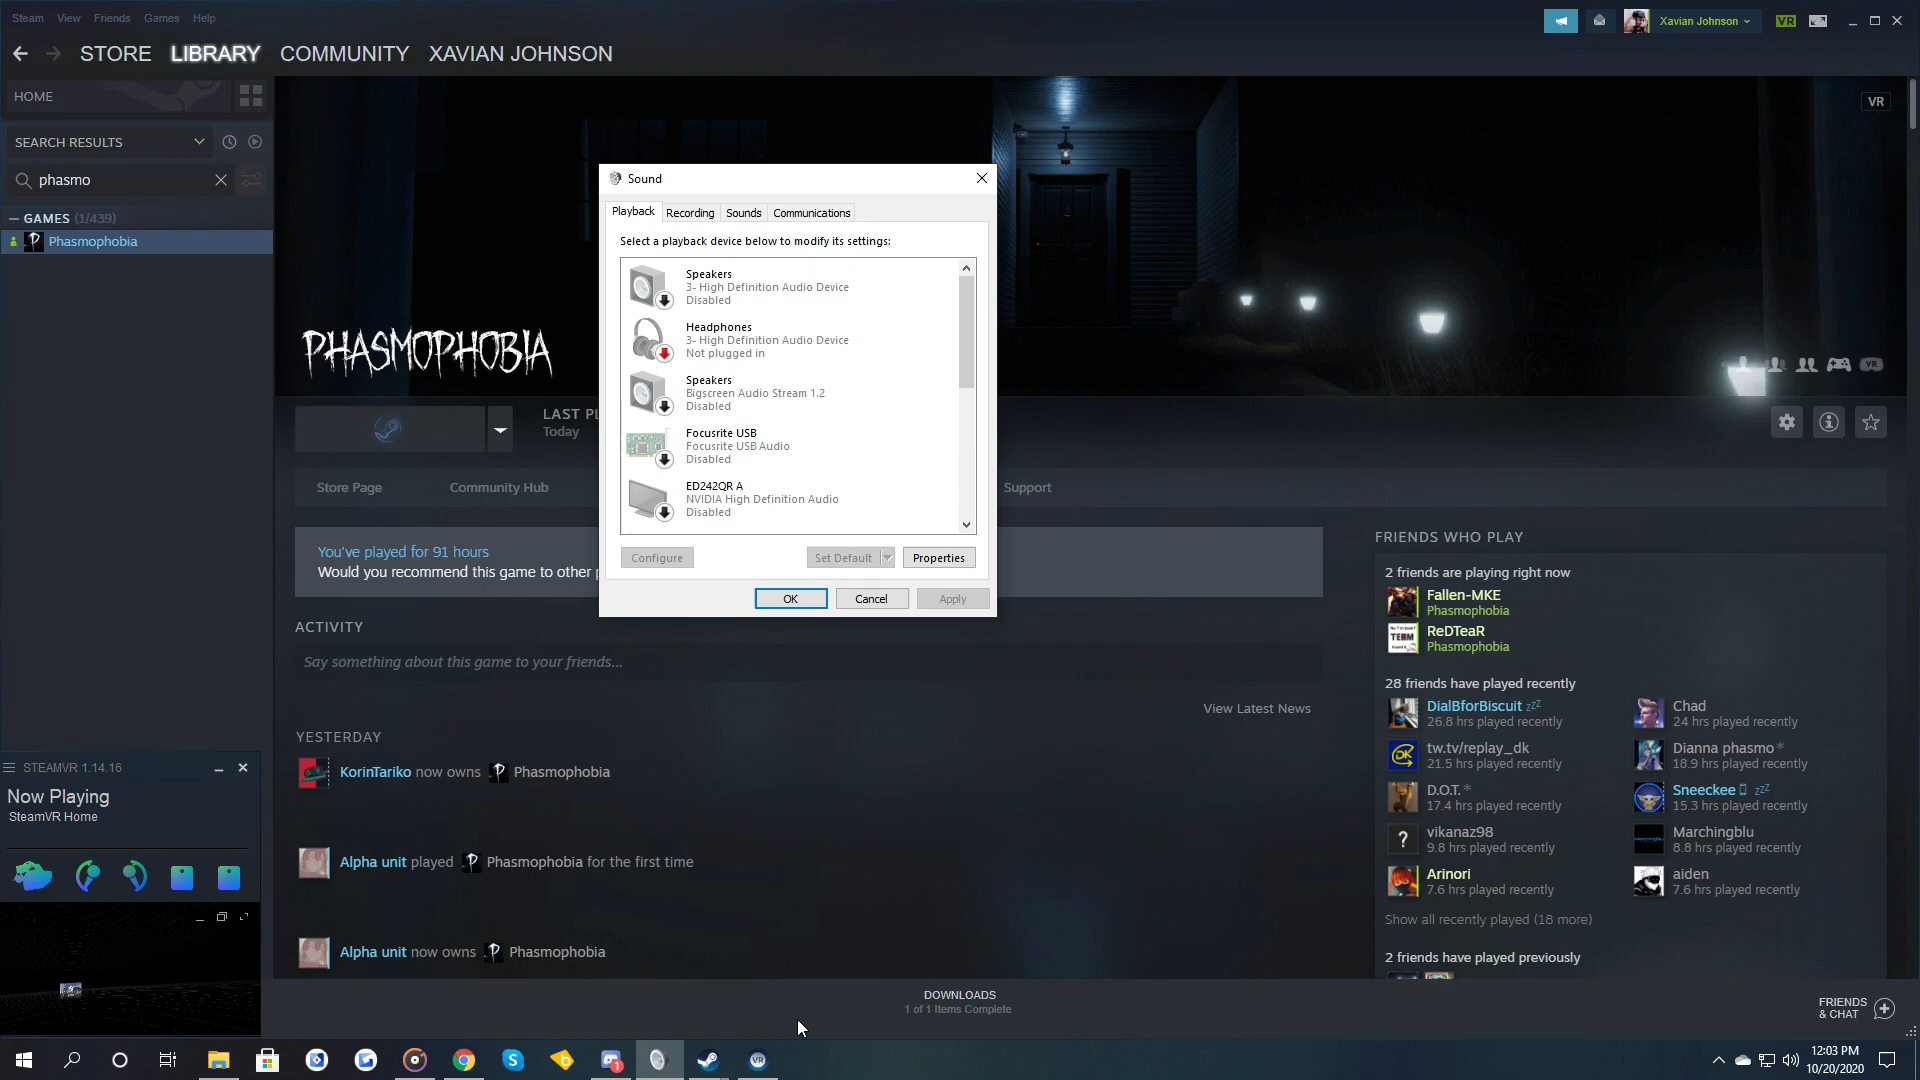 Steam View Friends Games Help
Xavian Johnson
VR
STORE LIBRARY COMMUNITY XAVIAN JOHNSON
HOME
SEARCH RESULTS
phasmo
GAMES (1/439)
Phasmophobia
VR
PHASMOPHOBIA
VR
Sound
Playback Recording Sounds Communications
Select a playback device below to modify its settings:
Speakers
3- High Definition Audio Device
Disabled
Headphones
3- High Definition Audio Device
Not plugged in
Speakers
Bigscreen Audio Stream 1.2
Disabled
Focusrite USB
Focusrite USB Audio
Disabled
ED242QR A
NVIDIA High Definition Audio
Disabled
Configure Set Default Properties
OK Cancel Apply
LAST PL
Today
Store Page Community Hub Support
You've played for 91 hours
Would you recommend this game to other p
ACTIVITY
Say something about this game to your friends...
View Latest News
YESTERDAY
KorinTariko now owns Phasmophobia
Alpha unit played Phasmophobia for the first time
Alpha unit now owns Phasmophobia
FRIENDS WHO PLAY
2 friends are playing right now
Fallen-MKE
Phasmophobia
ReDTeaR
Phasmophobia
28 friends have played recently
DialBforBiscuit zzZ
26.8 hrs played recently
Chad
24 hrs played recently
tw.tv/replay_dk
21.5 hrs played recently
Dianna phasmo *
18.9 hrs played recently
D.O.T. *
17.4 hrs played recently
Sneeckee zzZ
15.3 hrs played recently
vikanaz98
9.8 hrs played recently
Marchingblu
8.8 hrs played recently
Arinori
7.6 hrs played recently
aiden
7.6 hrs played recently
Show all recently played (18 more)
2 friends have played previously
STEAMVR 1.14.16
Now Playing
SteamVR Home
DOWNLOADS
1 of 1 Items Complete
FRIENDS
& CHAT
12:03 PM
10/20/2020